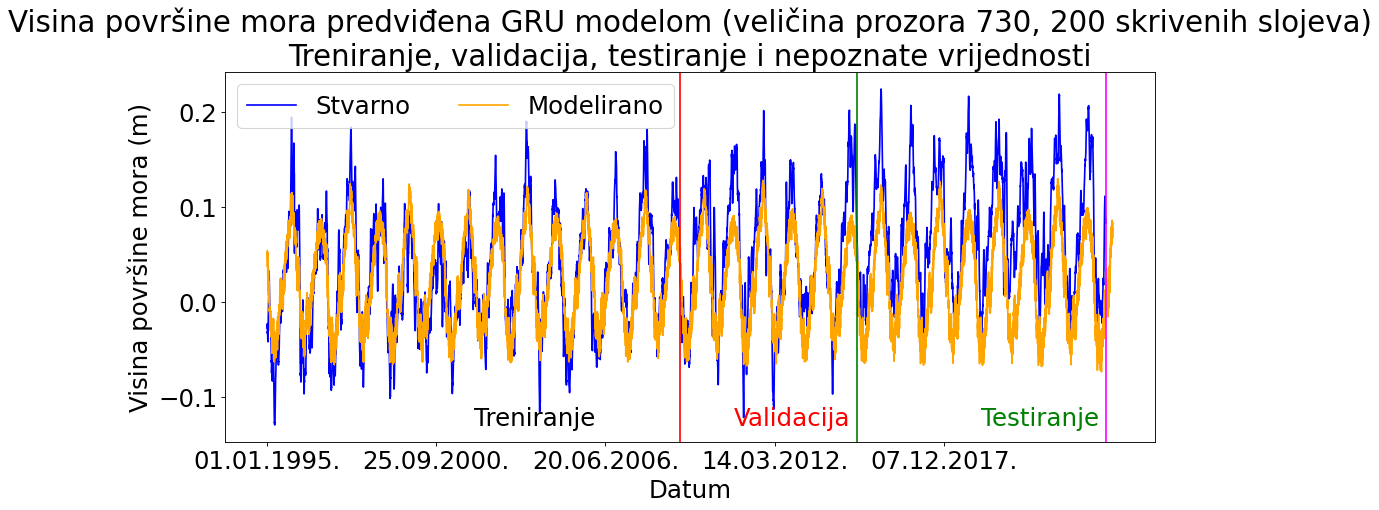 Visina površine mora predviđena GRU modelom (veličina prozora 730, 200 skrivenih slojeva)
Treniranje, validacija, testiranje i nepoznate vrijednosti
Stvarno Modelirano
Visina površine mora (m)
0.2
0.1
0.0
−0.1
Treniranje Validacija Testiranje
01.01.1995. 25.09.2000. 20.06.2006. 14.03.2012. 07.12.2017.
Datum